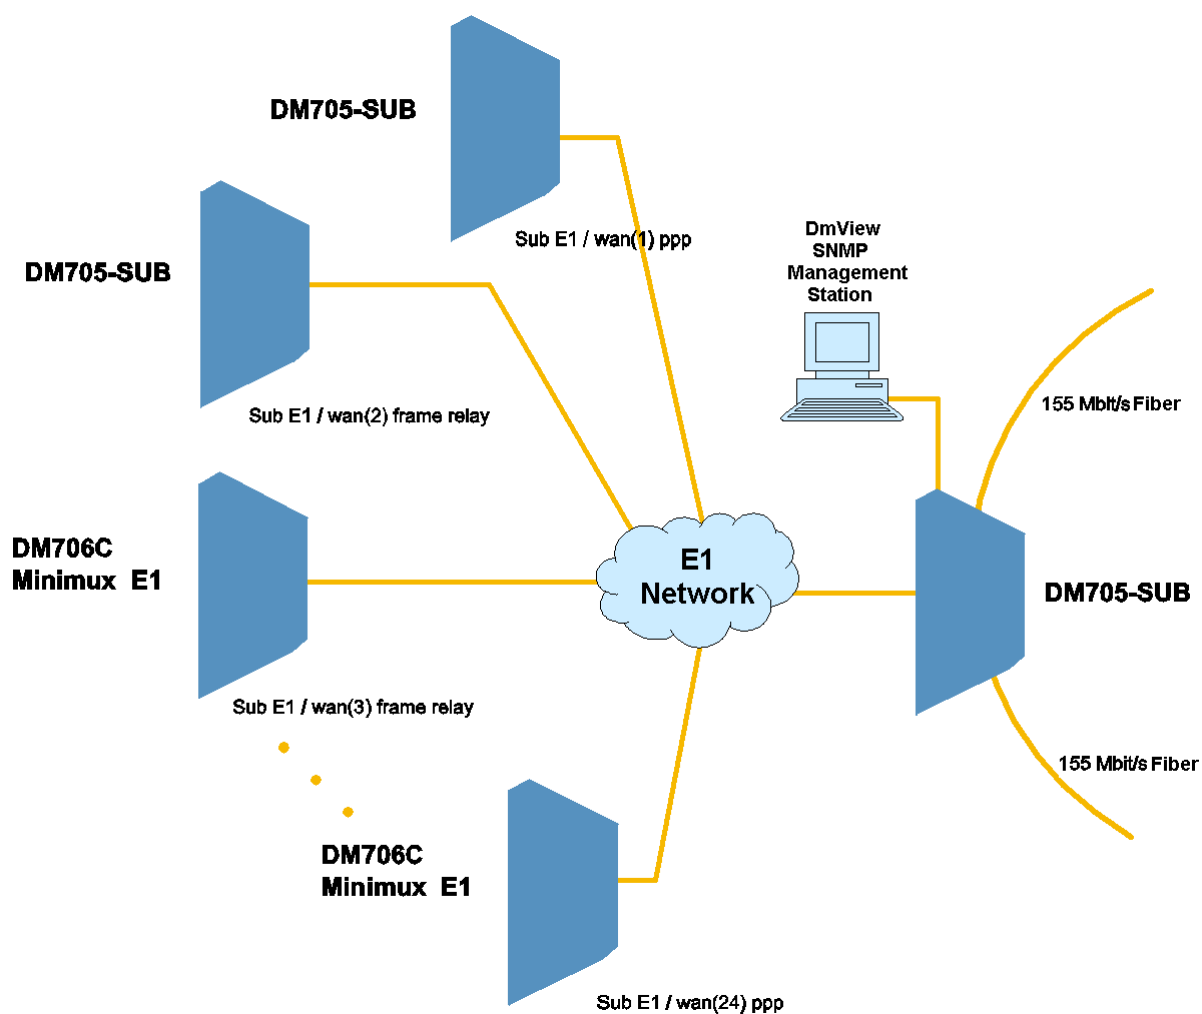 DM705-SUB
Sub E1 / wan(1) ppp
DM705-SUB
Sub E1 / wan(2) frame relay
DmView
SNMP
Management
Station
155 Mbit/s Fiber
DM706C
Minimux E1
Sub E1 / wan(3) frame relay
E1
Network
DM705-SUB
155 Mbit/s Fiber
DM706C
Minimux E1
Sub E1 / wan(24) ppp